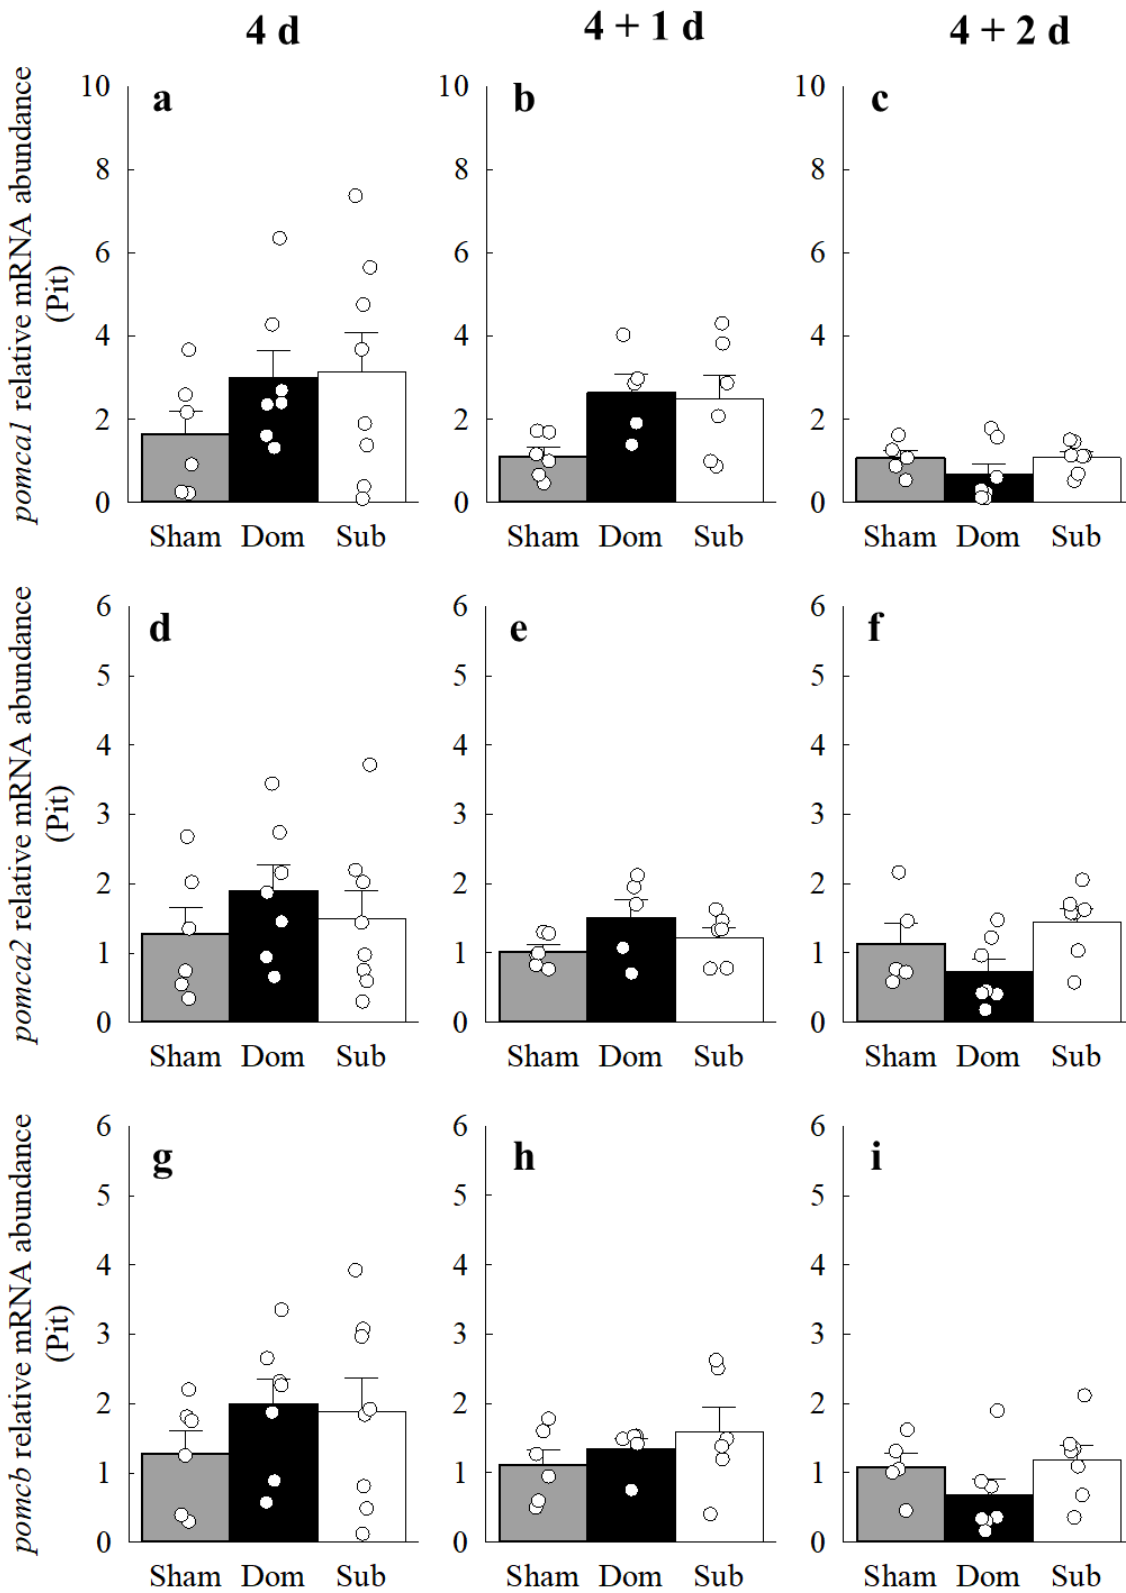 4 d
4 + 1 d
4 + 2 d
pomca1 relative mRNA abundance
(Pit)
10
8
6
4
2
0
a
Sham Dom Sub
10
8
6
4
2
0
b
Sham Dom Sub
10
8
6
4
2
0
c
Sham Dom Sub
pomca2 relative mRNA abundance
(Pit)
6
5
4
3
2
1
0
d
Sham Dom Sub
6
5
4
3
2
1
0
e
Sham Dom Sub
6
5
4
3
2
1
0
f
Sham Dom Sub
pomcb relative mRNA abundance
(Pit)
6
5
4
3
2
1
0
g
Sham Dom Sub
6
5
4
3
2
1
0
h
Sham Dom Sub
6
5
4
3
2
1
0
i
Sham Dom Sub